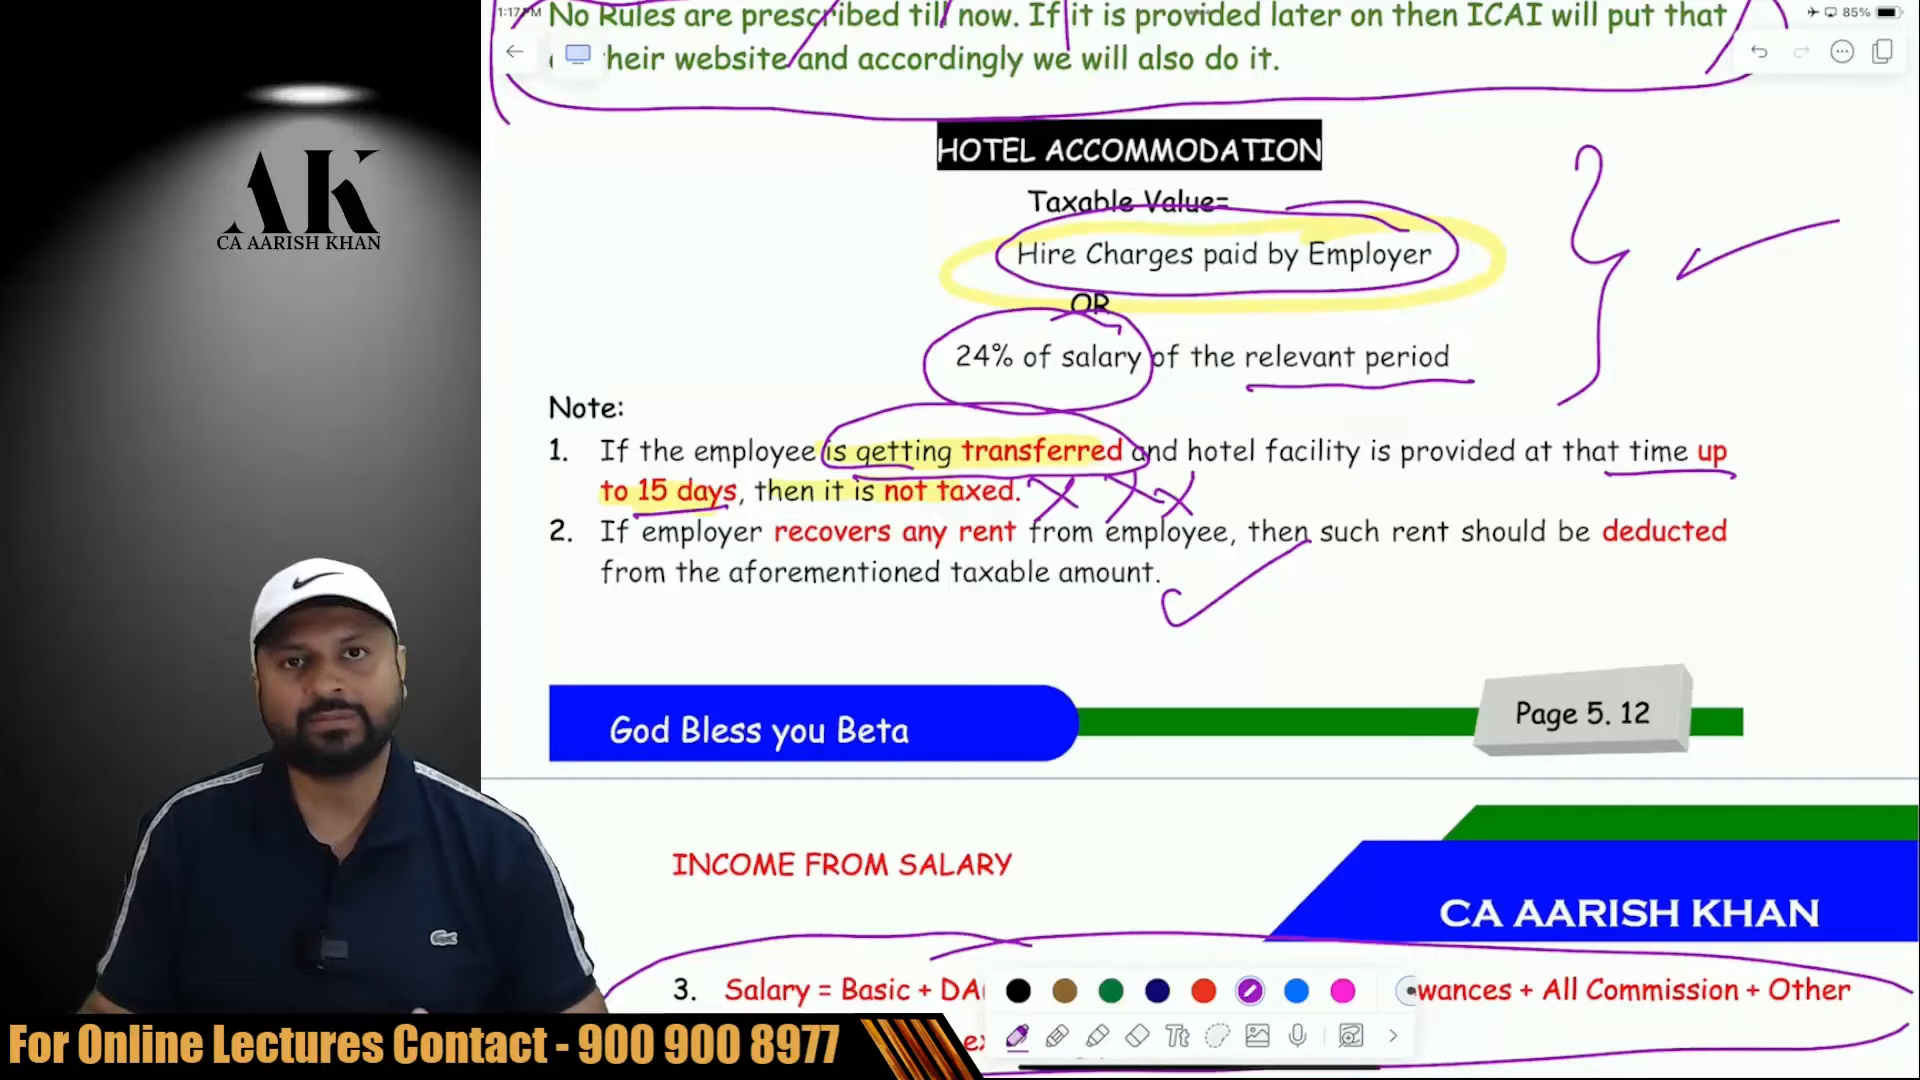 1:17 PM
85%
No Rules are prescribed till now. If it is provided later on then ICAI will put that
heir website and accordingly we will also do it.
HOTEL ACCOMMODATION
Taxable Value=
Hire Charges paid by Employer
OR
24% of salary of the relevant period
Note:
1. If the employee is getting transferred and hotel facility is provided at that time up
to 15 days, then it is not taxed.
2. If employer recovers any rent from employee, then such rent should be deducted
from the aforementioned taxable amount.
God Bless you Beta
Page 5. 12
INCOME FROM SALARY
CA AARISH KHAN
3. Salary = Basic + DA( wances + All Commission + Other
Tt
AK
CA AARISH KHAN
For Online Lectures Contact - 900 900 8977